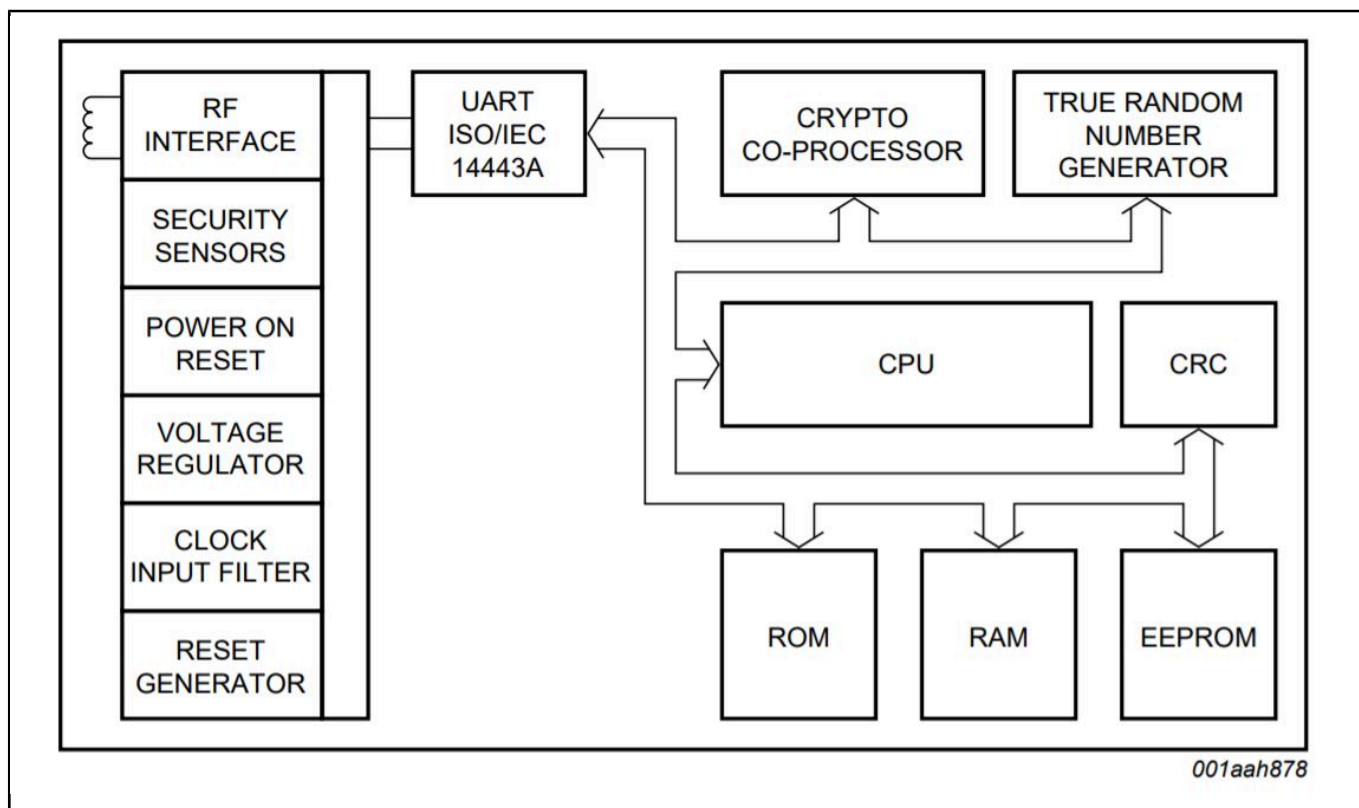 RF
INTERFACE
SECURITY
SENSORS
POWER ON
RESET
VOLTAGE
REGULATOR
CLOCK
INPUT FILTER
RESET
GENERATOR
UART
ISO/IEC
14443A
CRYPTO
CO-PROCESSOR
TRUE RANDOM
NUMBER
GENERATOR
CPU
CRC
ROM
RAM
EEPROM
001aah878